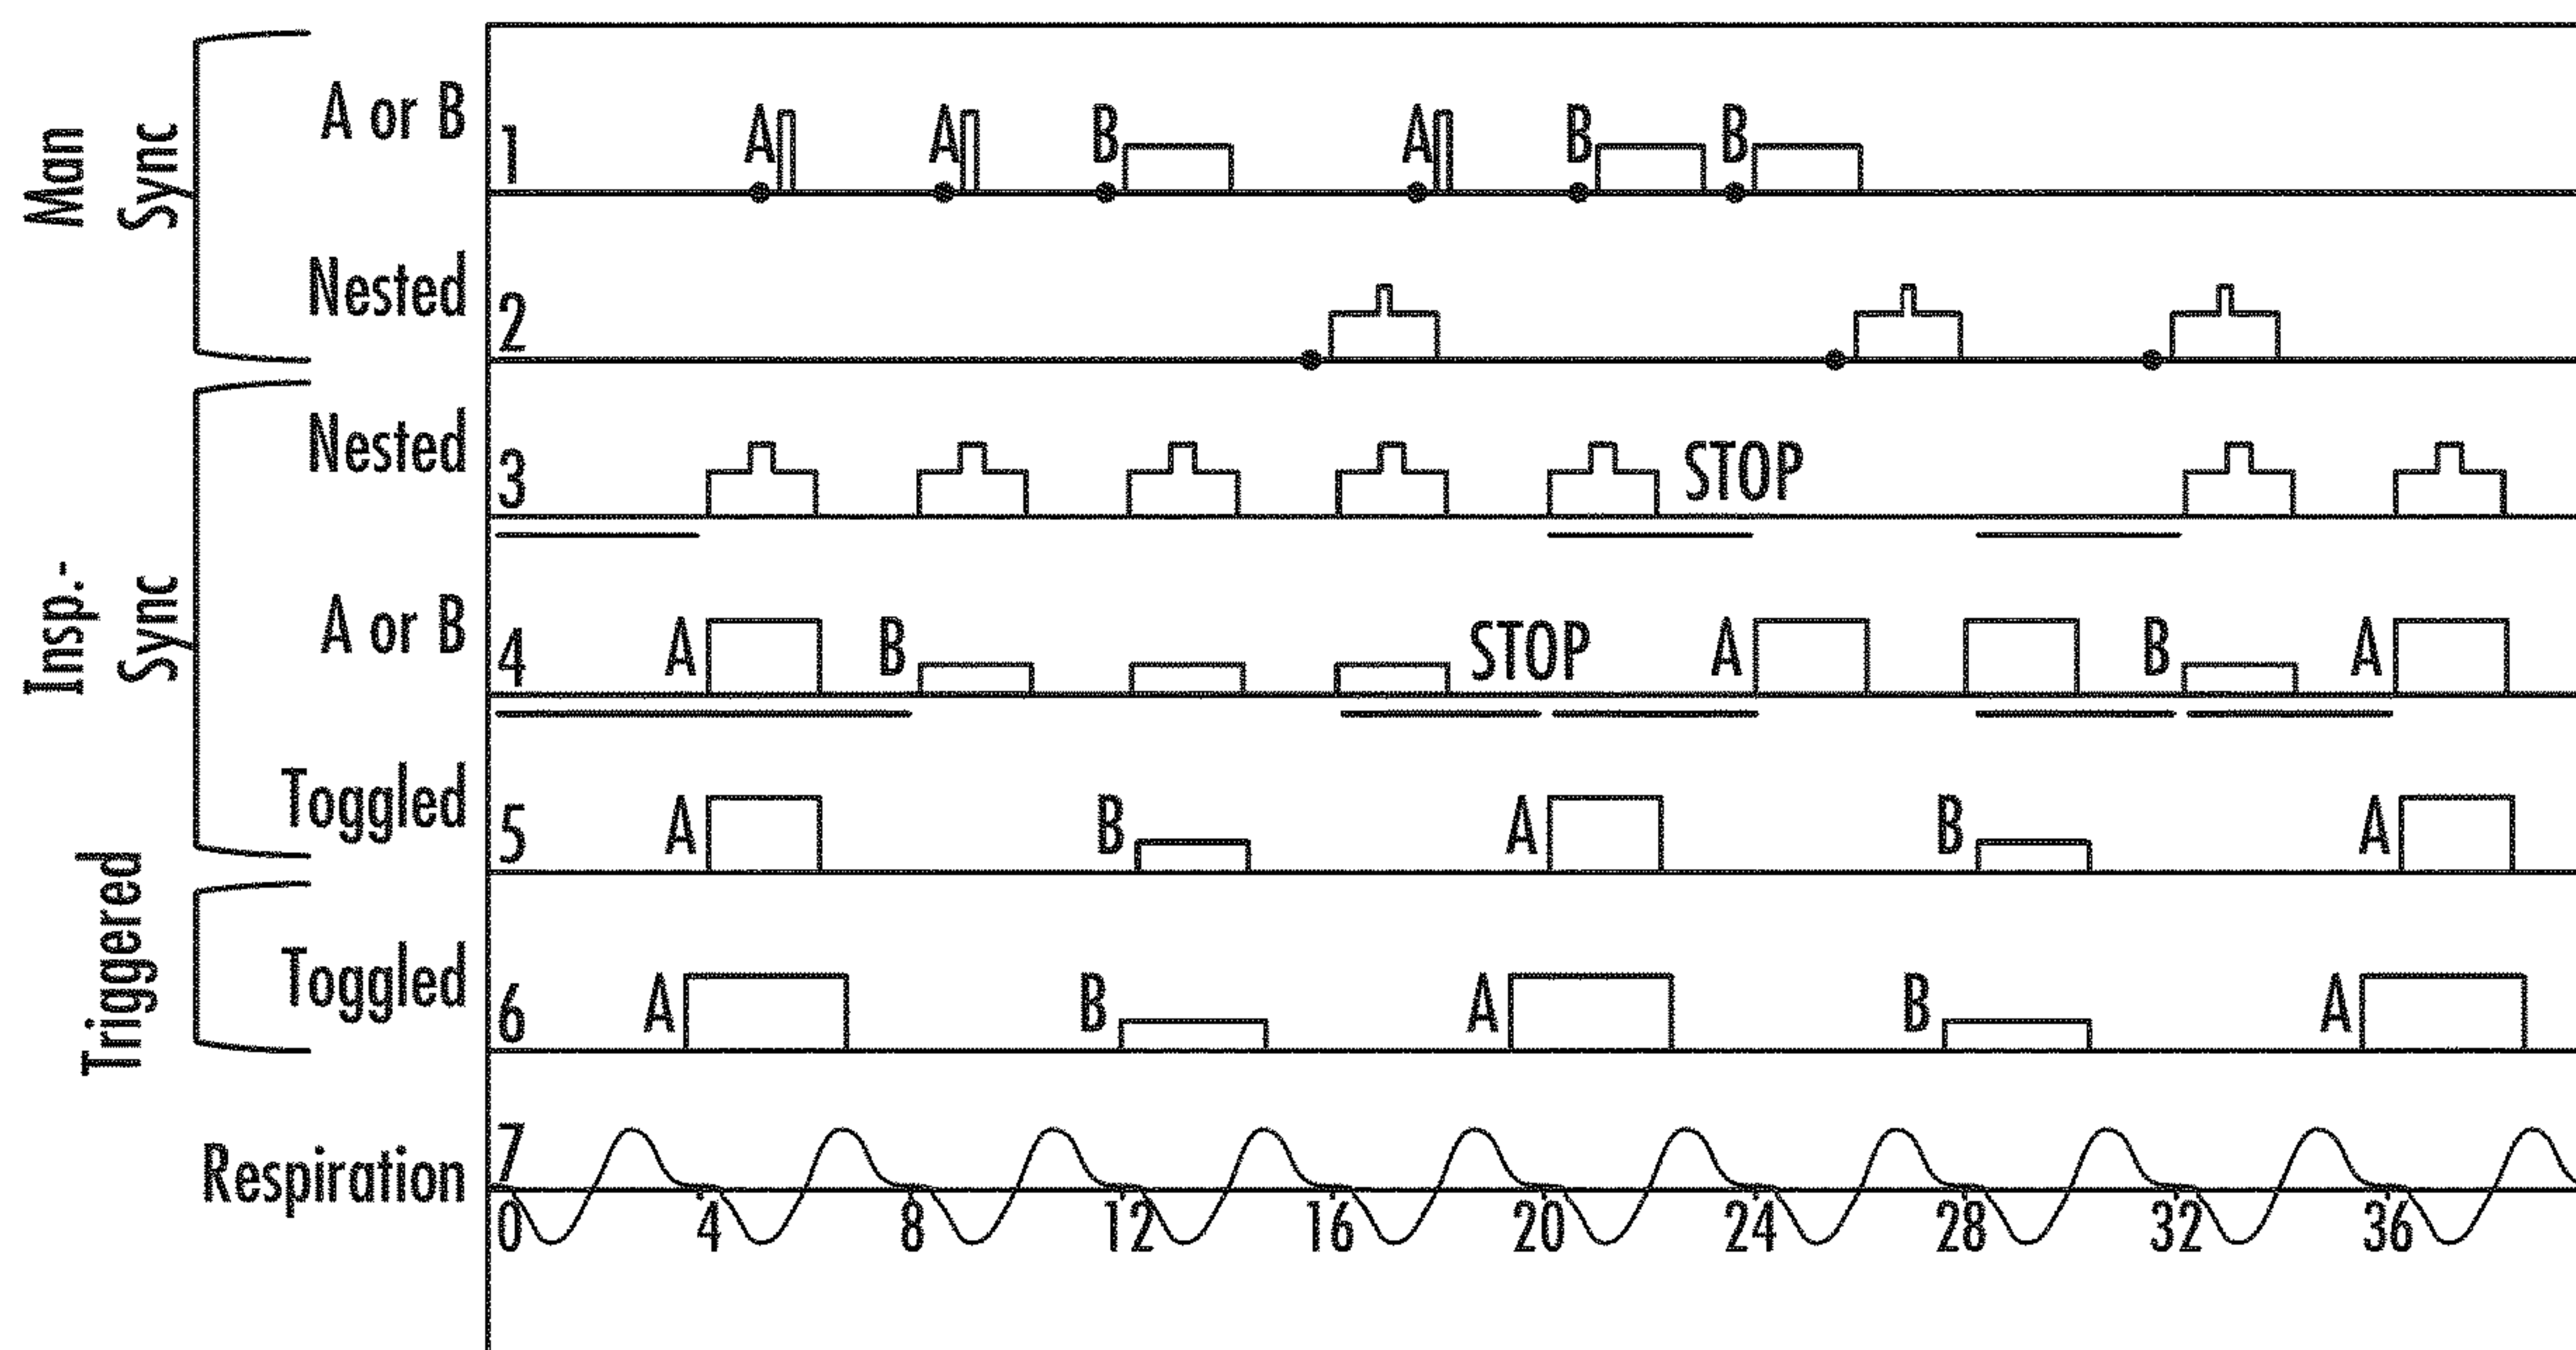 Man Sync
A or B
1 A A B A B B
Nested
2
Insp.-
Sync
Nested
3 STOP
A or B
4 A B STOP A B A
Toggled
5 A B A B A
Triggered
Toggled
6 A B A B A
Respiration
7
0 4 8 12 16 20 24 28 32 36